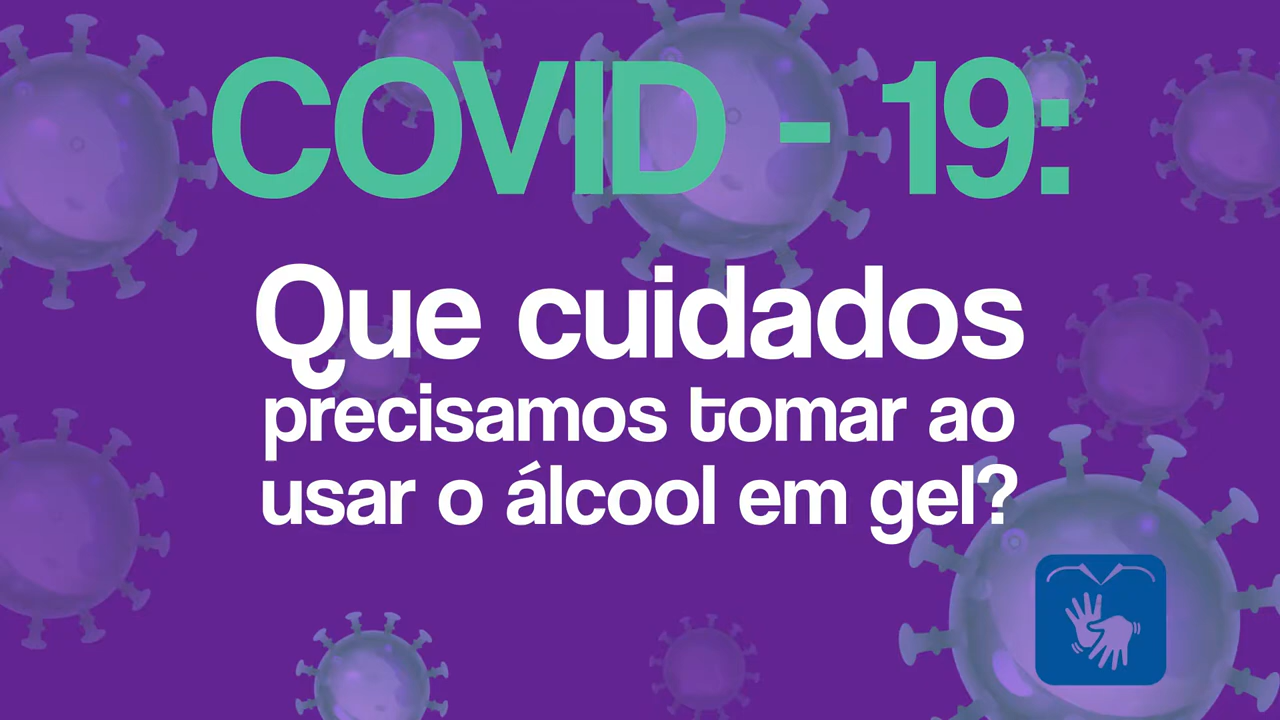 COVID - 19:
Que cuidados
precisamos tomar ao
usar o álcool em gel?